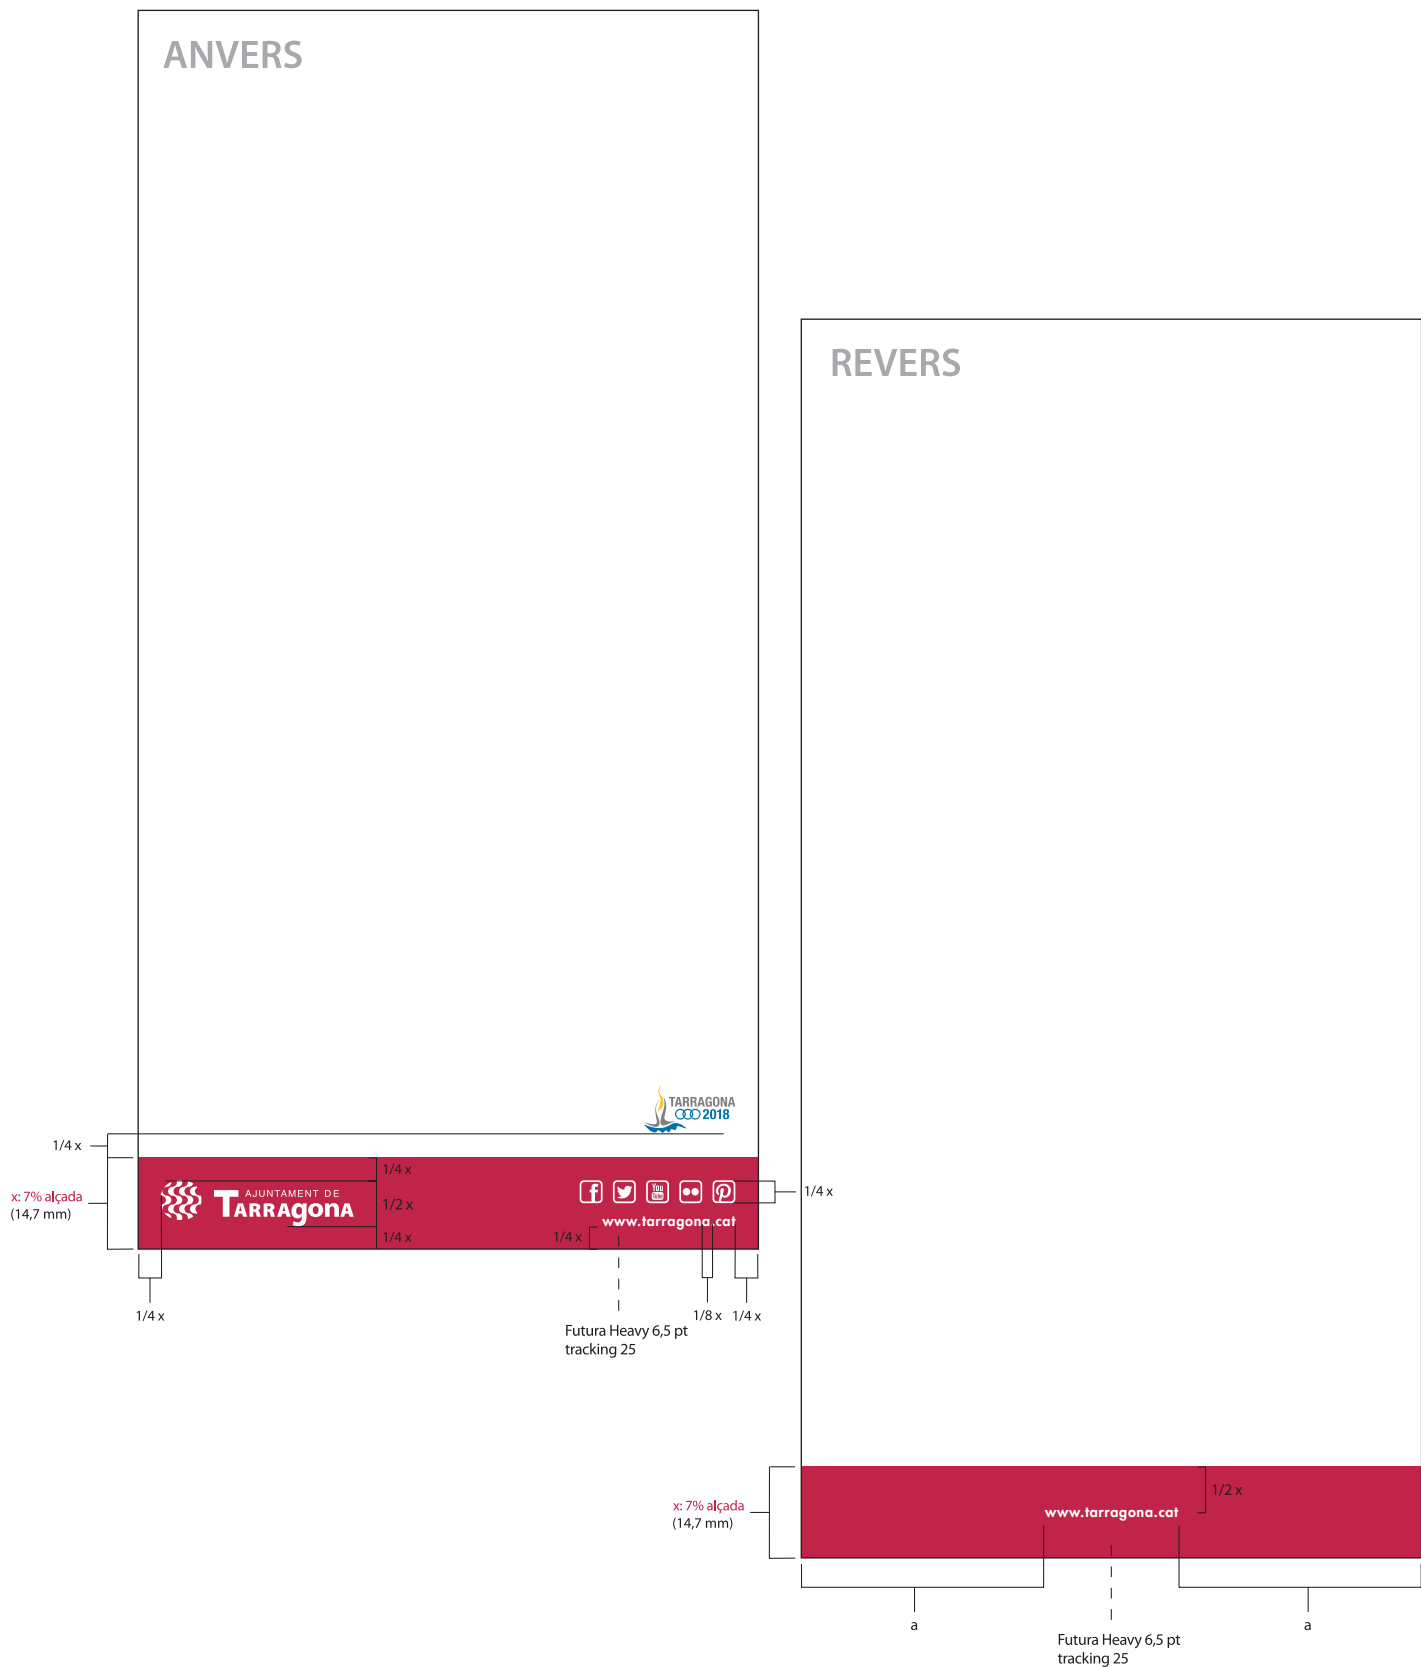 ANVERS
REVERS
TARRAGONA
2018
1/4 x
x: 7% alçada
(14,7 mm)
AJUNTAMENT DE
TARRAgonA
1/4 x
1/2 x
1/4 x
You
Tube
www.tarragona.cat
1/4 x
1/4 x
1/4 x
1/8 x
1/4 x
Futura Heavy 6,5 pt
tracking 25
x: 7% alçada
(14,7 mm)
1/2 x
www.tarragona.cat
a
a
Futura Heavy 6,5 pt
tracking 25